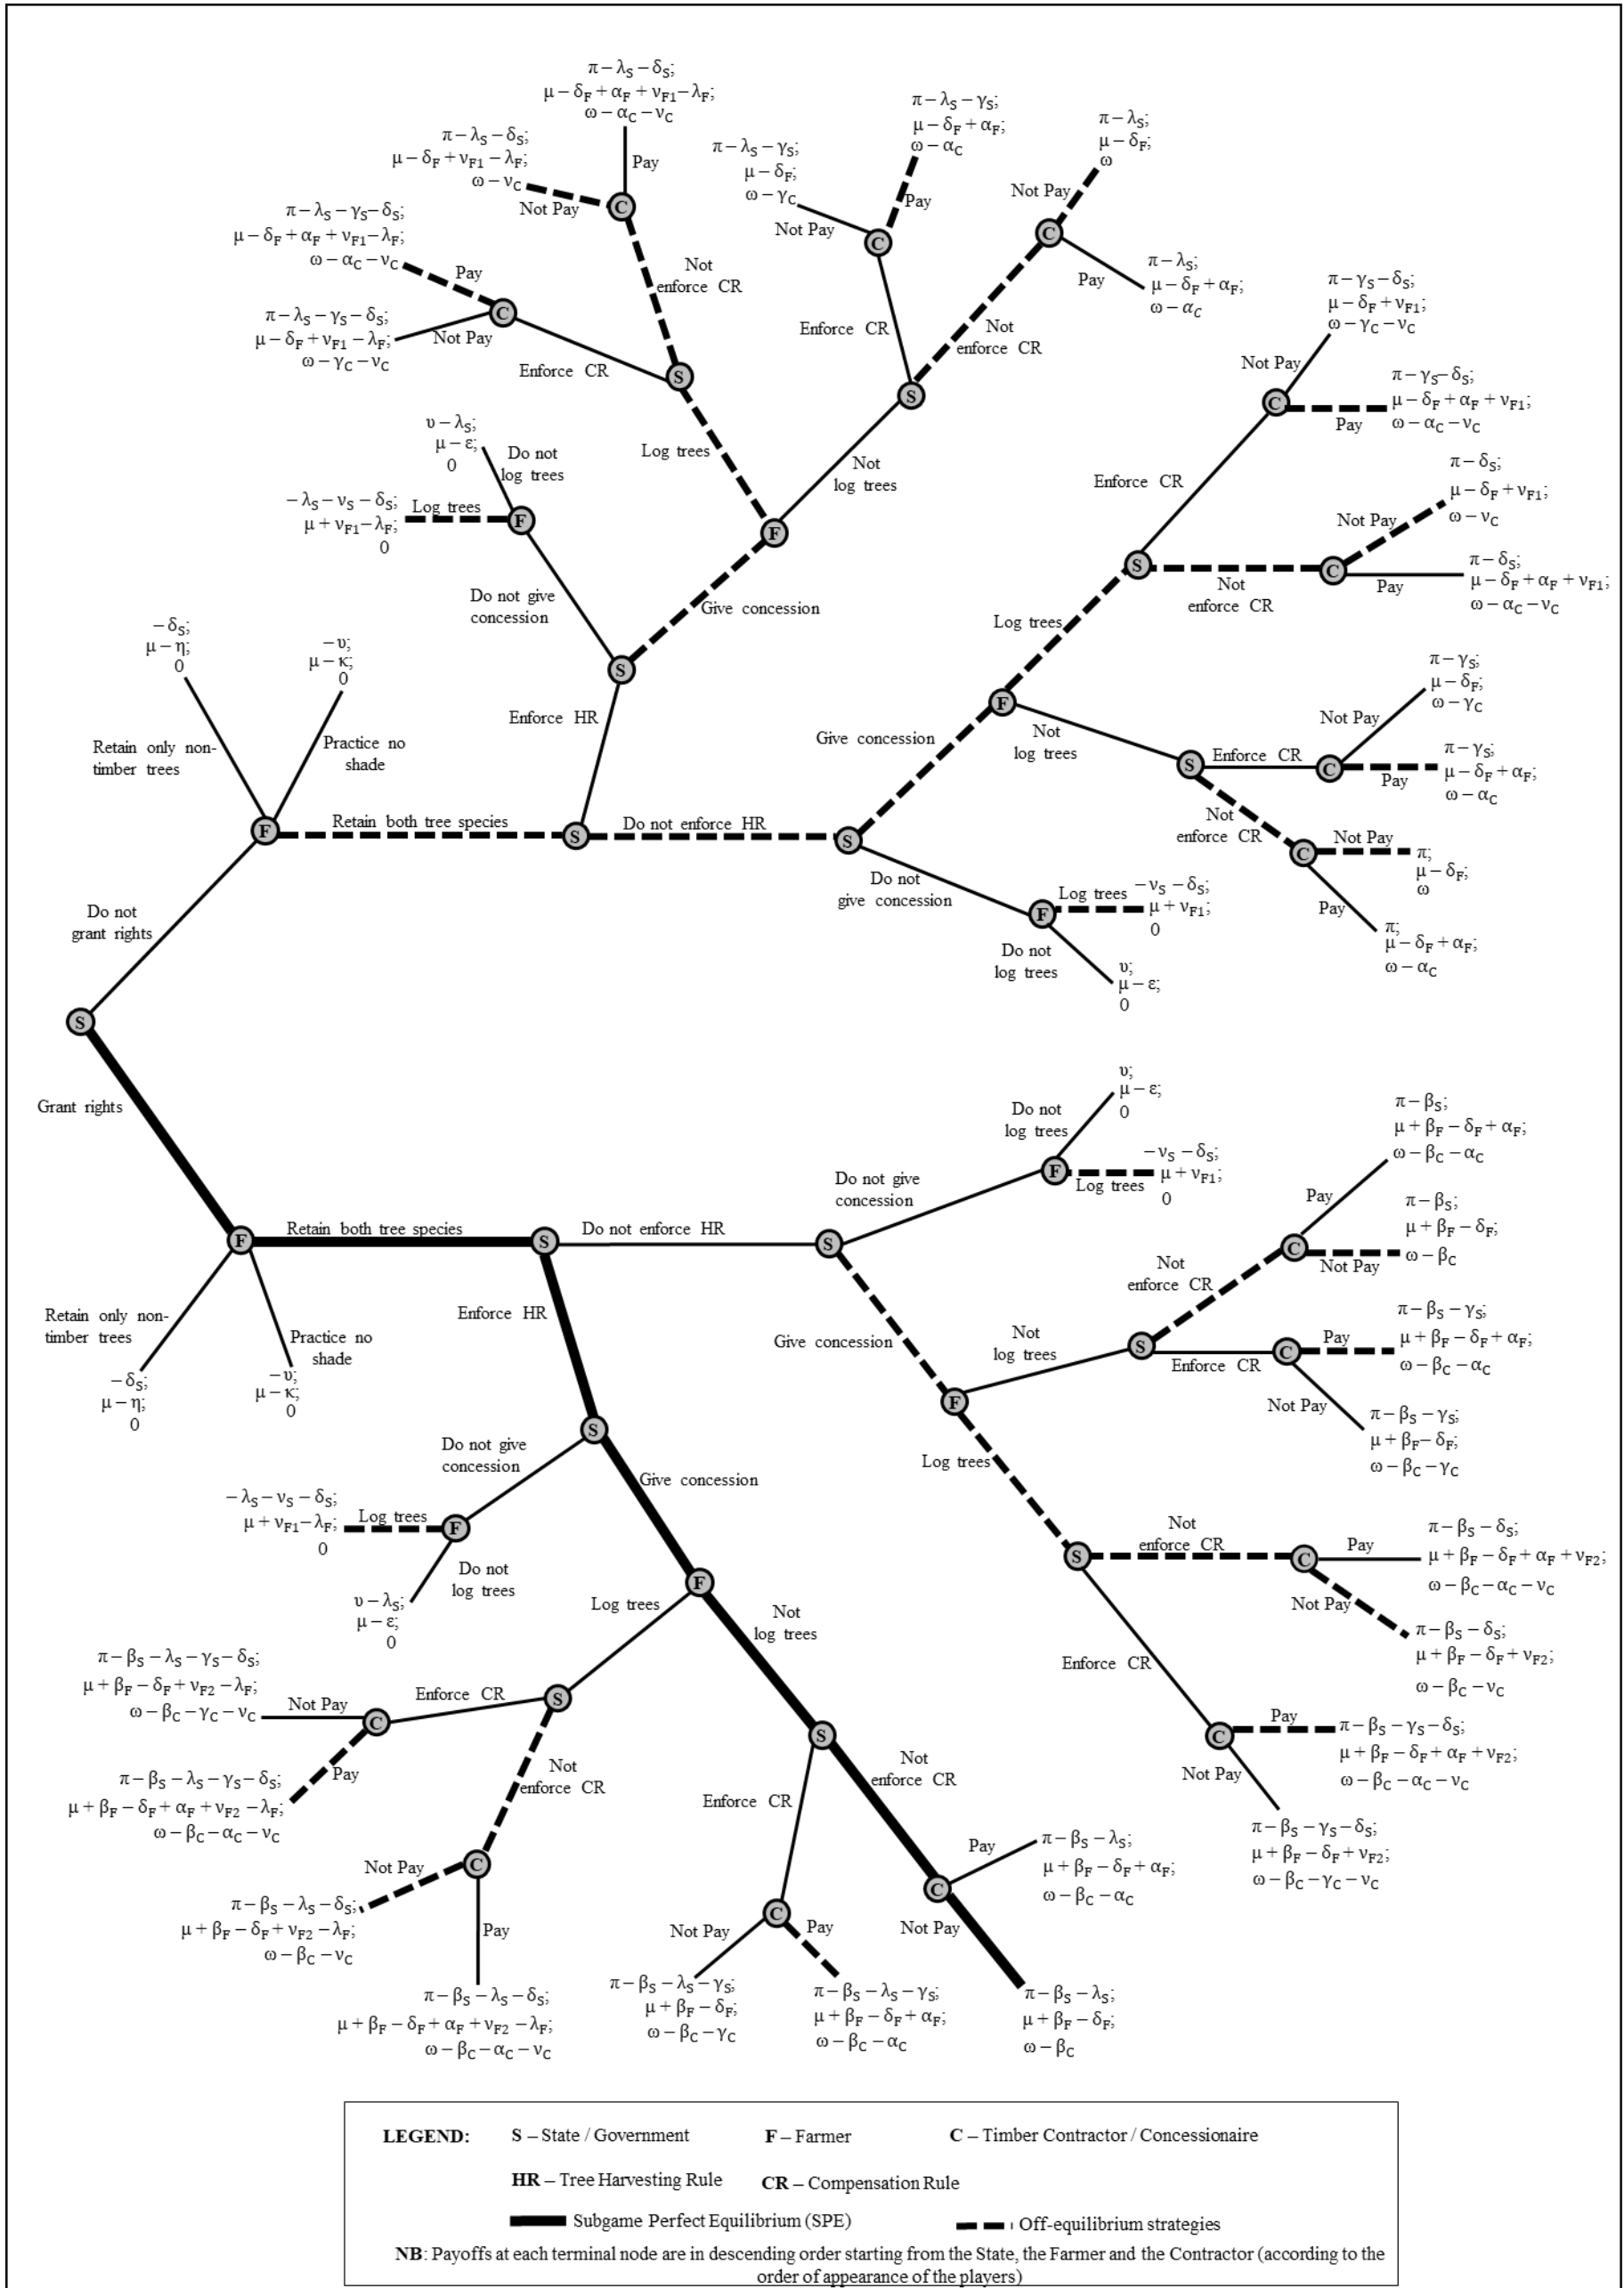 π – λS – δS;
μ – δF + αF + νF1 – λF;
ω – αC – νC
Pay
π – λS – δS;
μ – δF + νF1 – λF;
ω – νC
Not Pay
C
π – λS – γS;
μ – δF + αF;
ω – αC
Pay
π – λS – γS;
μ – δF;
ω – γC
Not Pay
C
π – λS;
μ – δF;
ω
Not Pay
C
Pay
π – λS;
μ – δF + αF;
ω – αC
π – λS – γS – δS;
μ – δF + αF + νF1 – λF;
ω – αC – νC
Pay
C
π – λS – γS – δS;
μ – δF + νF1 – λF;
ω – γC – νC
Not Pay
Not
enforce CR
Enforce CR
S
Enforce CR
Not
enforce CR
S
π – γS – δS;
μ – δF + νF1;
ω – γC – νC
Not Pay
C
Pay
π – γS – δS;
μ – δF + αF + νF1;
ω – αC – νC
υ – λS;
μ – ε;
0
Do not
log trees
– λS – νS – δS;
μ + νF1 – λF;
0
Log trees
F
Log trees
Not
log trees
F
Enforce CR
π – δS;
μ – δF + νF1;
ω – νC
Not Pay
S
Not
enforce CR
C
Pay
π – δS;
μ – δF + αF + νF1;
ω – αC – νC
Do not give
concession
Give concession
S
Log trees
– δS;
μ – η;
0
– υ;
μ – κ;
0
Enforce HR
π – γS;
μ – δF;
ω – γC
Not Pay
F
Not
log trees
Give concession
Retain only non-
timber trees
Practice no
shade
S
Enforce CR
C
Pay
π – γS;
μ – δF + αF;
ω – αC
F
Retain both tree species
S
Do not enforce HR
S
Not
enforce CR
C
Not Pay
π;
μ – δF;
ω
Pay
π;
μ – δF + αF;
ω – αC
Do not
give concession
F
Log trees
– νS – δS;
μ + νF1;
0
Do not
log trees
υ;
μ – ε;
0
Do not
grant rights
S
Grant rights
υ;
μ – ε;
0
Do not
log trees
F
Log trees
– νS – δS;
μ + νF1;
0
Do not give
concession
π – βS;
μ + βF – δF + αF;
ω – βC – αC
Pay
C
Not Pay
π – βS;
μ + βF – δF;
ω – βC
F
Retain both tree species
S
Do not enforce HR
S
Not
enforce CR
Retain only non-
timber trees
Practice no
shade
Enforce HR
Give concession
Not
log trees
S
Enforce CR
C
Pay
π – βS – γS;
μ + βF – δF + αF;
ω – βC – αC
Not Pay
π – βS – γS;
μ + βF – δF;
ω – βC – γC
– δS;
μ – η;
0
– υ;
μ – κ;
0
F
S
Do not give
concession
Give concession
Log trees
– λS – νS – δS;
μ + νF1 – λF;
0
Log trees
F
Do not
log trees
υ – λS;
μ – ε;
0
S
Not
enforce CR
C
Pay
π – βS – δS;
μ + βF – δF + αF + νF2;
ω – βC – αC – νC
Not Pay
π – βS – δS;
μ + βF – δF + νF2;
ω – βC – νC
F
Log trees
Not
log trees
Enforce CR
π – βS – λS – γS – δS;
μ + βF – δF + νF2 – λF;
ω – βC – γC – νC
Not Pay
C
Enforce CR
S
Pay
π – βS – λS – γS – δS;
μ + βF – δF + αF + νF2 – λF;
ω – βC – αC – νC
Not
enforce CR
S
Enforce CR
Not
enforce CR
C
Pay
π – βS – γS – δS;
μ + βF – δF + αF + νF2;
ω – βC – αC – νC
Not Pay
π – βS – γS – δS;
μ + βF – δF + νF2;
ω – βC – γC – νC
Not Pay
C
π – βS – λS – δS;
μ + βF – δF + νF2 – λF;
ω – βC – νC
Pay
π – βS – λS – δS;
μ + βF – δF + αF + νF2 – λF;
ω – βC – αC – νC
C
Not Pay
Pay
π – βS – λS – γS;
μ + βF – δF;
ω – βC – γC
π – βS – λS – γS;
μ + βF – δF + αF;
ω – βC – αC
C
Pay
π – βS – λS;
μ + βF – δF + αF;
ω – βC – αC
Not Pay
π – βS – λS;
μ + βF – δF;
ω – βC
LEGEND: S – State / Government F – Farmer C – Timber Contractor / Concessionaire
HR – Tree Harvesting Rule CR – Compensation Rule
Subgame Perfect Equilibrium (SPE) Off-equilibrium strategies
NB: Payoffs at each terminal node are in descending order starting from the State, the Farmer and the Contractor (according to the
order of appearance of the players)